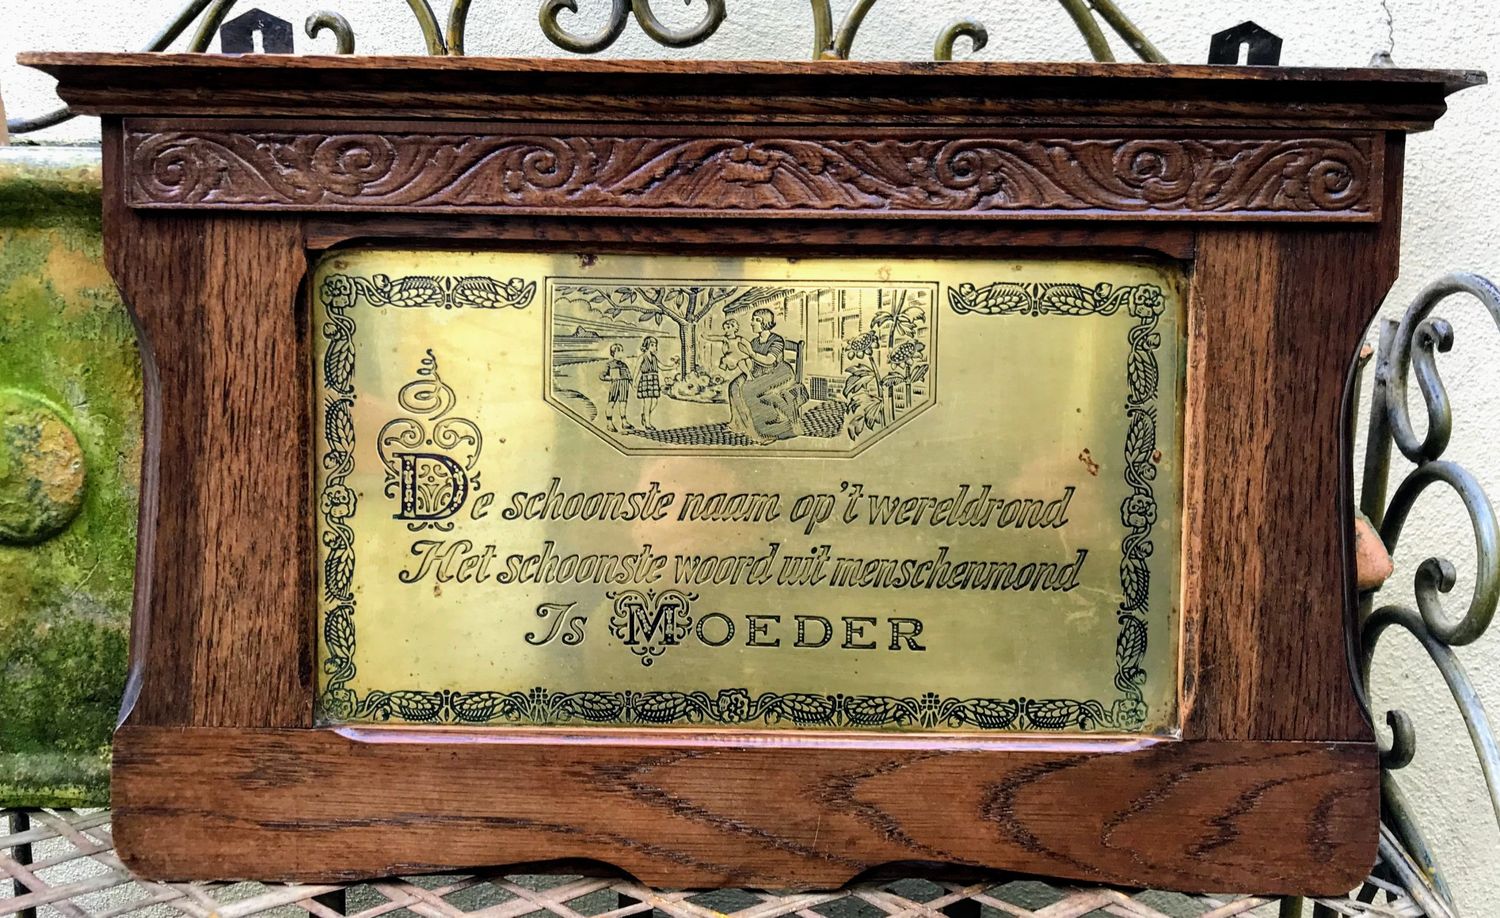 De schoonste naam op 't wereldrond
Het schoonste woord uit menschenmond
Is MOEDER